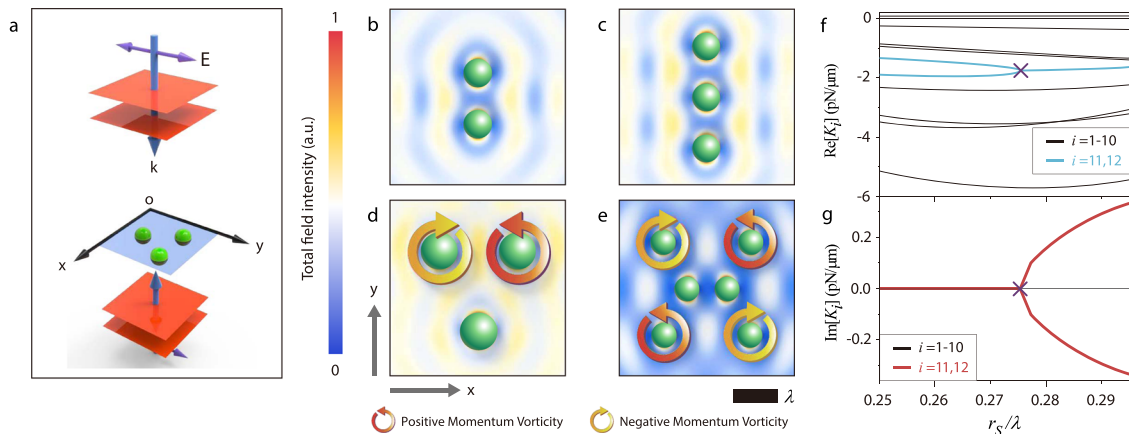 a
E
k
o
x
y
1
Total field intensity (a.u.)
0
b
c
d
e
y
x
λ
Positive Momentum Vorticity
Negative Momentum Vorticity
f
0
-2
-4
-6
Re[K_i] (pN/μm)
i=1-10
i=11,12
g
0.2
0.0
-0.2
Im[K_i] (pN/μm)
i=1-10
i=11,12
0.25 0.26 0.27 0.28 0.29
r_S/λ